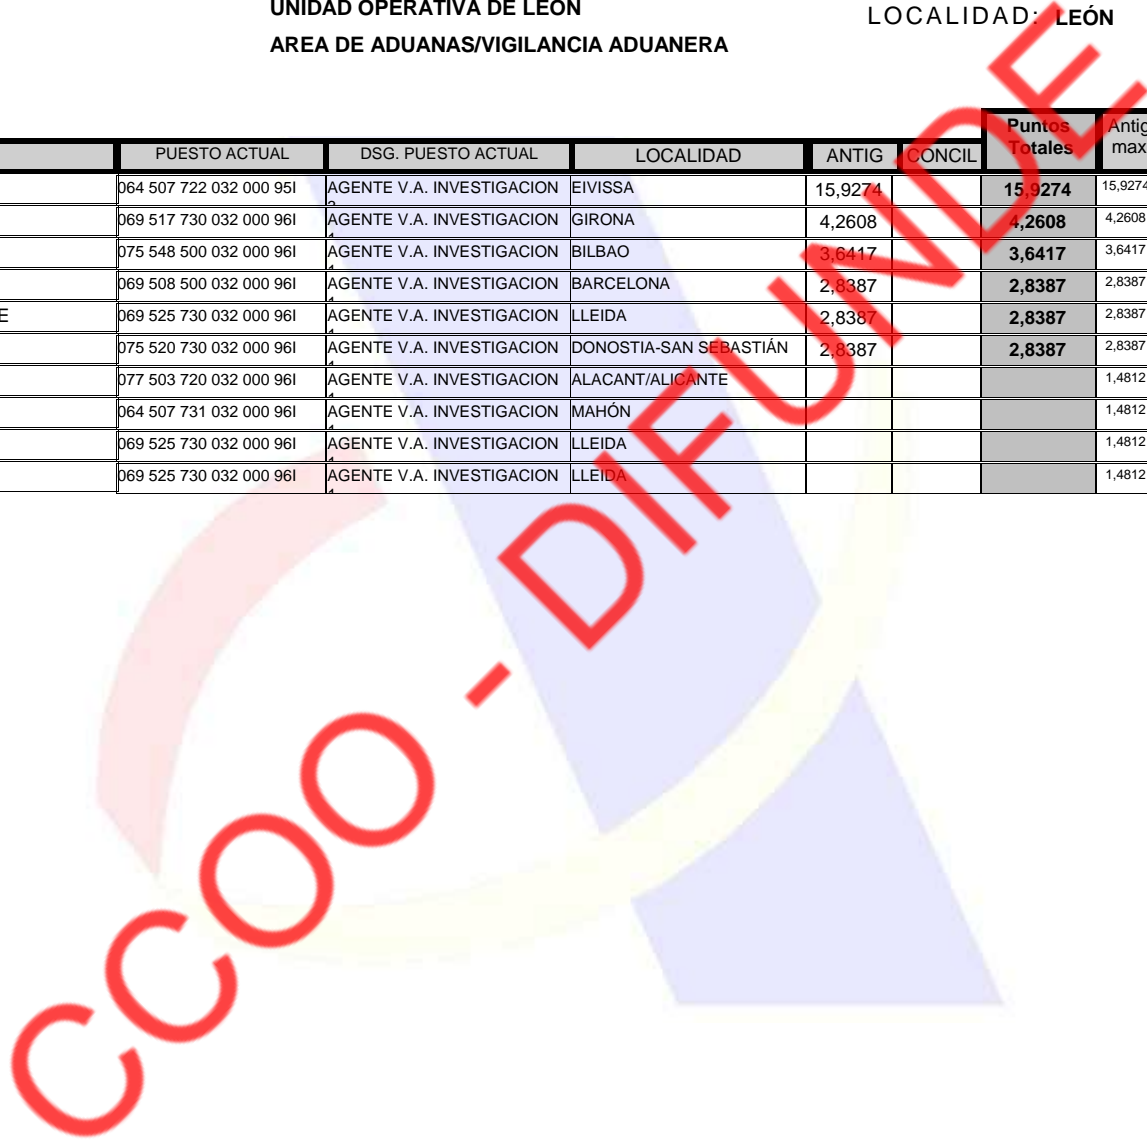 UNIDAD OPERATIVA DE LEÓN
LOCALIDAD: LEÓN
AREA DE ADUANAS/VIGILANCIA ADUANERA
PUESTO ACTUAL DSG. PUESTO ACTUAL LOCALIDAD ANTIG CONCIL Puntos Totales Antig max
064 507 722 032 000 95I AGENTE V.A. INVESTIGACION EIVISSA 15,9274 15,9274 15,9274
069 517 730 032 000 96I AGENTE V.A. INVESTIGACION GIRONA 4,2608 4,2608 4,2608
075 548 500 032 000 96I AGENTE V.A. INVESTIGACION BILBAO 3,6417 3,6417 3,6417
069 508 500 032 000 96I AGENTE V.A. INVESTIGACION BARCELONA 2,8387 2,8387 2,8387
E 069 525 730 032 000 96I AGENTE V.A. INVESTIGACION LLEIDA 2,8387 2,8387 2,8387
075 520 730 032 000 96I AGENTE V.A. INVESTIGACION DONOSTIA-SAN SEBASTIÁN 2,8387 2,8387 2,8387
077 503 720 032 000 96I AGENTE V.A. INVESTIGACION ALACANT/ALICANTE 1,4812
064 507 731 032 000 96I AGENTE V.A. INVESTIGACION MAHÓN 1,4812
069 525 730 032 000 96I AGENTE V.A. INVESTIGACION LLEIDA 1,4812
069 525 730 032 000 96I AGENTE V.A. INVESTIGACION LLEIDA 1,4812
CCOO - DIFUNDE